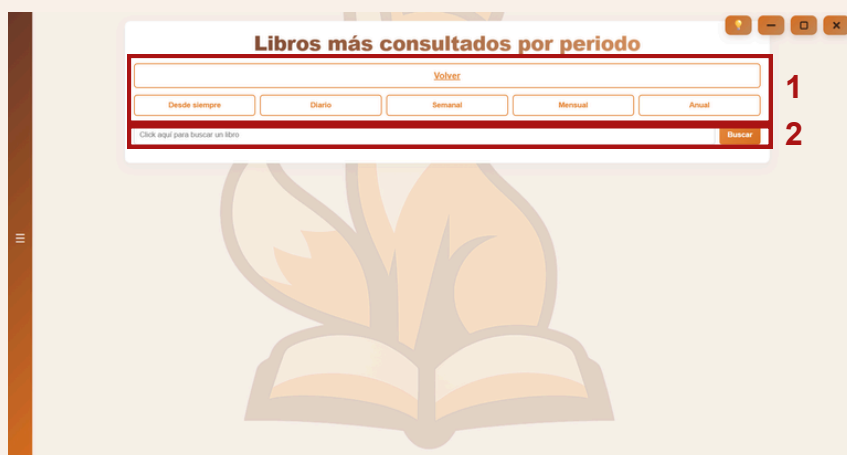 Libros más consultados por periodo
Volver
1
Desde siempre Diario Semanal Mensual Anual
Click aquí para buscar un libro Buscar
2